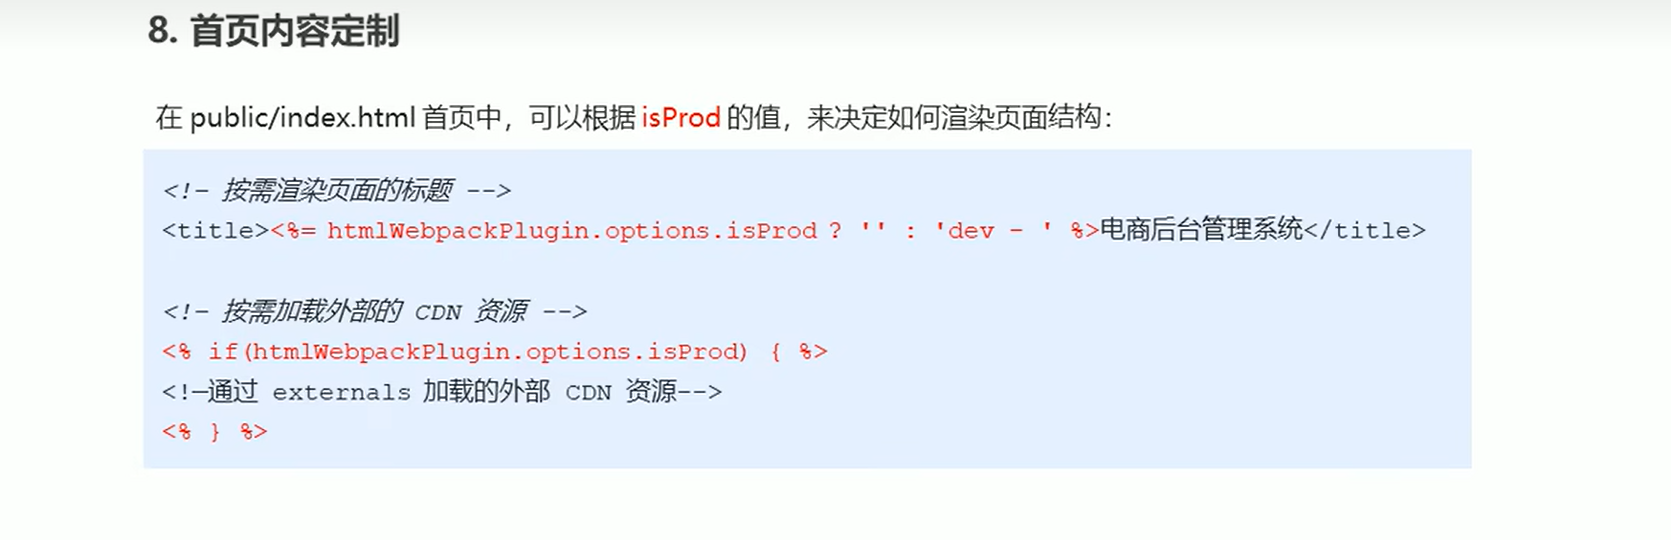 8. 首页内容定制
在 public/index.html 首页中，可以根据 isProd 的值，来决定如何渲染页面结构：
<!– 按需渲染页面的标题 -->
<title><%= htmlWebpackPlugin.options.isProd ? '' : 'dev - ' %>电商后台管理系统</title>
<!– 按需加载外部的 CDN 资源 -->
<% if(htmlWebpackPlugin.options.isProd) { %>
<!—通过 externals 加载的外部 CDN 资源-->
<% } %>